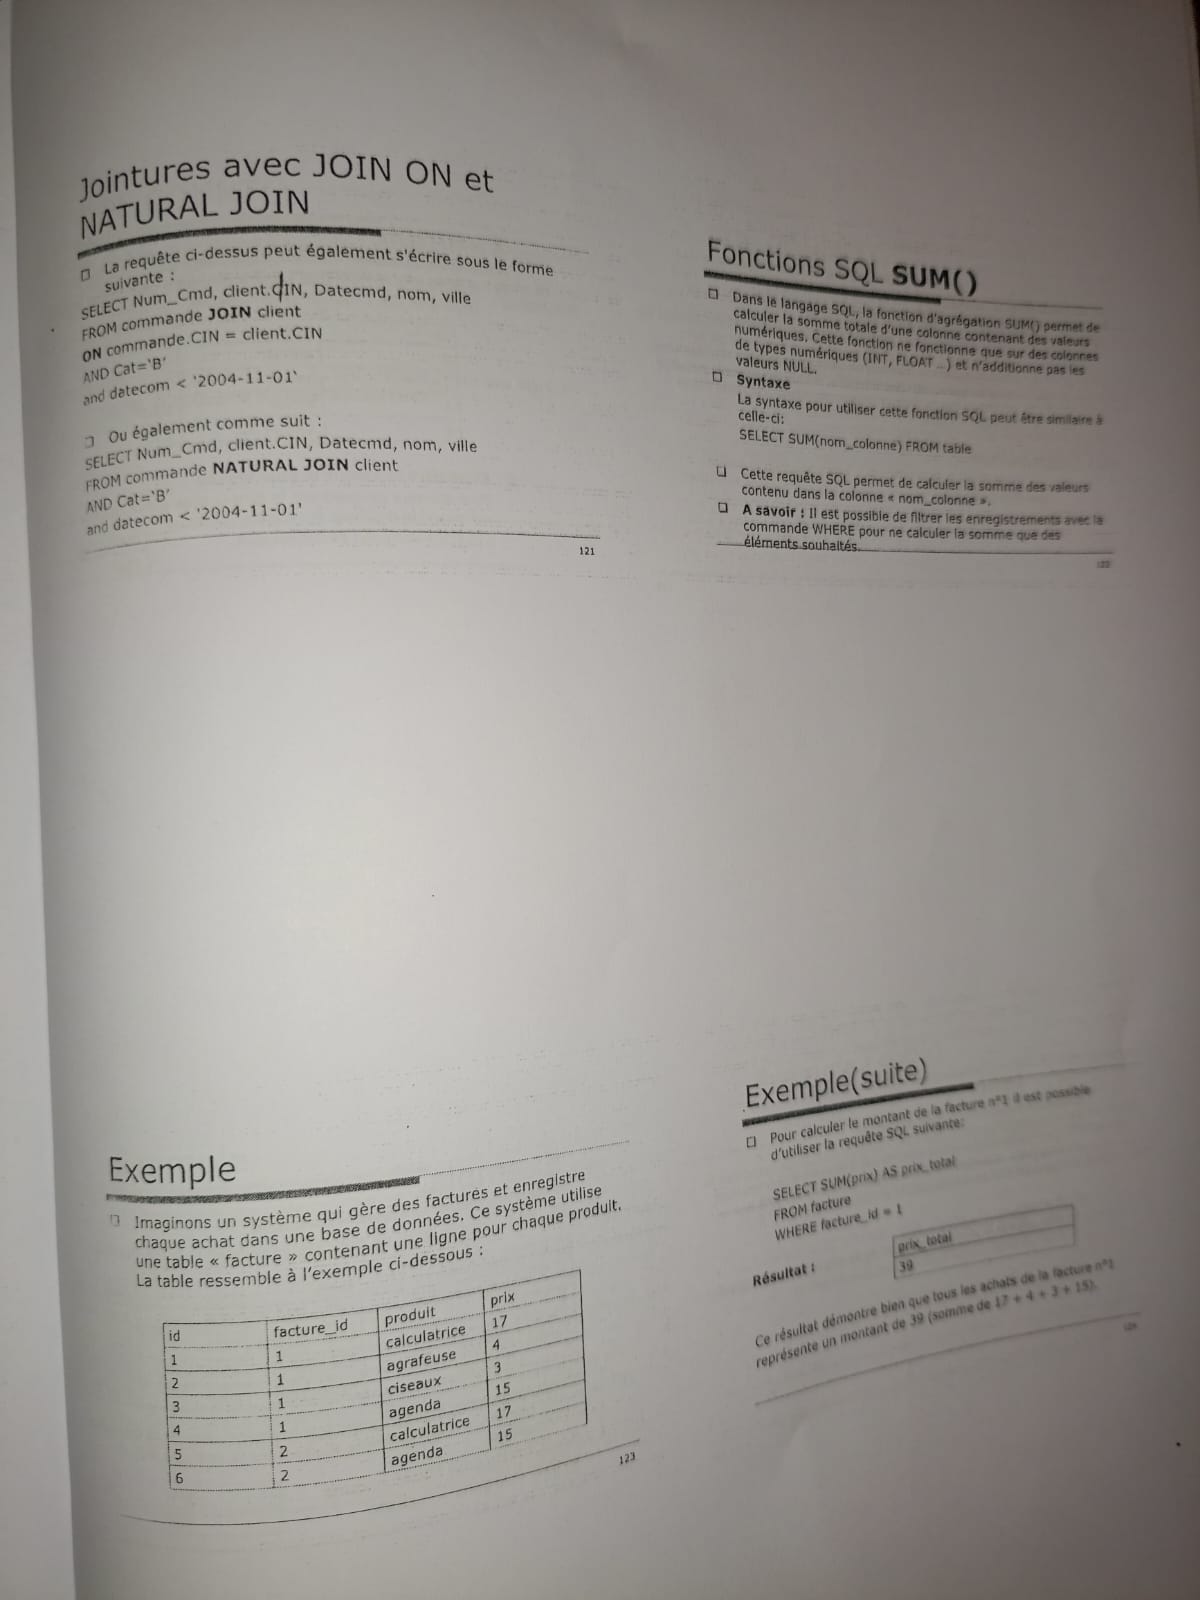 Jointures avec JOIN ON et
NATURAL JOIN
La requête ci-dessus peut également s'écrire sous le forme
suivante :
SELECT Num_Cmd, client.CIN, Datecmd, nom, ville
FROM commande JOIN client
ON commande.CIN = client.CIN
AND Cat='B'
and datecom < '2004-11-01'
Ou également comme suit :
SELECT Num_Cmd, client.CIN, Datecmd, nom, ville
FROM commande NATURAL JOIN client
AND Cat='B'
and datecom < '2004-11-01'
121
Fonctions SQL SUM()
Dans le langage SQL, la fonction d'agrégation SUM() permet de
calculer la somme totale d'une colonne contenant des valeurs
numériques. Cette fonction ne fonctionne que sur des colonnes
de types numériques (INT, FLOAT …) et n'additionne pas les
valeurs NULL.
Syntaxe
La syntaxe pour utiliser cette fonction SQL peut être similaire à
celle-ci:
SELECT SUM(nom_colonne) FROM table
Cette requête SQL permet de calculer la somme des valeurs
contenu dans la colonne « nom_colonne ».
A savoir : Il est possible de filtrer les enregistrements avec la
commande WHERE pour ne calculer la somme que des
éléments souhaités.
122
Exemple
Imaginons un système qui gère des factures et enregistre
chaque achat dans une base de données. Ce système utilise
une table « facture » contenant une ligne pour chaque produit.
La table ressemble à l'exemple ci-dessous :
id facture_id produit prix
1 1 calculatrice 17
2 1 agrafeuse 4
3 1 ciseaux 3
4 1 agenda 15
5 2 calculatrice 17
6 2 agenda 15
123
Exemple(suite)
Pour calculer le montant de la facture n°1 il est possible
d'utiliser la requête SQL suivante:
SELECT SUM(prix) AS prix_total
FROM facture
WHERE facture_id = 1
Résultat :
prix_total
39
Ce résultat démontre bien que tous les achats de la facture n°1
représente un montant de 39 (somme de 17 + 4 + 3 + 15).